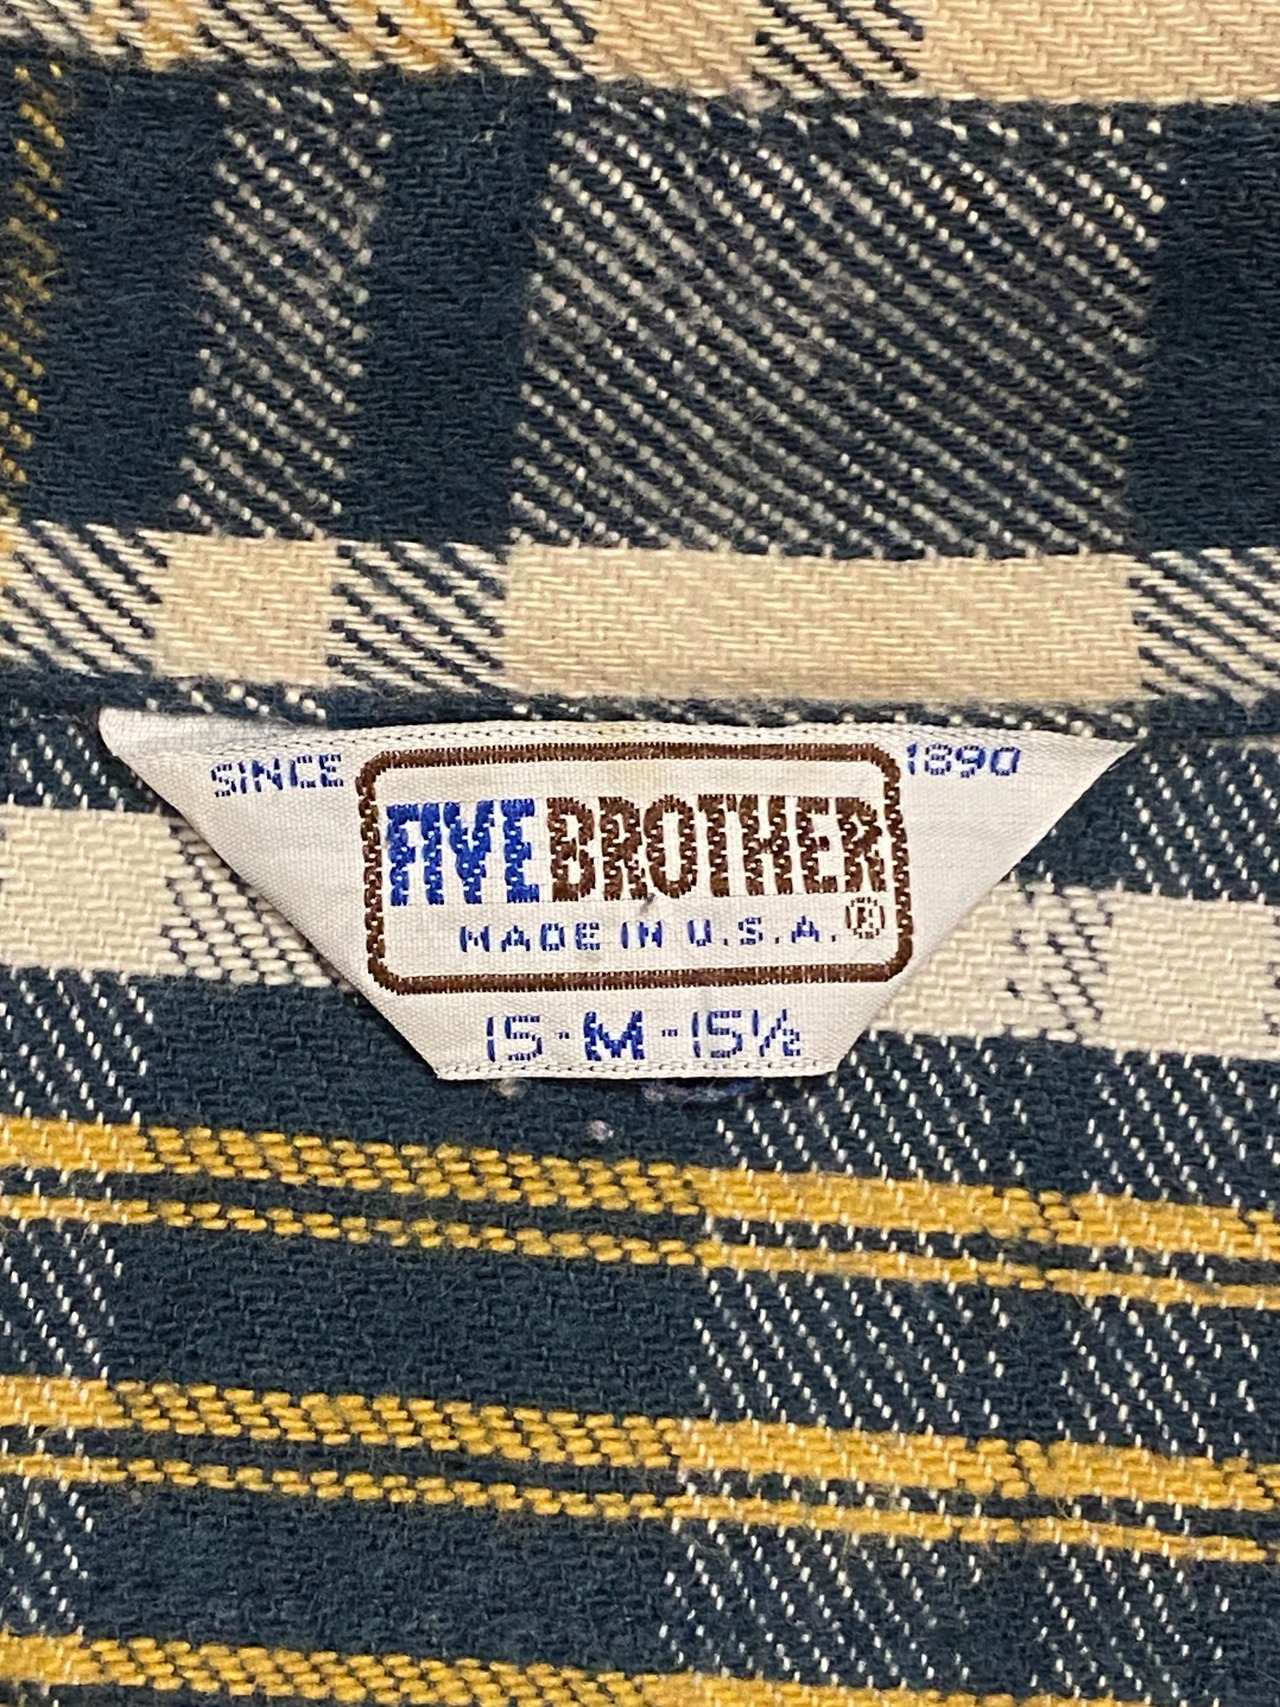 SINCE 1890
FIVE BROTHER
MADE IN U.S.A. ®
15-M-15½